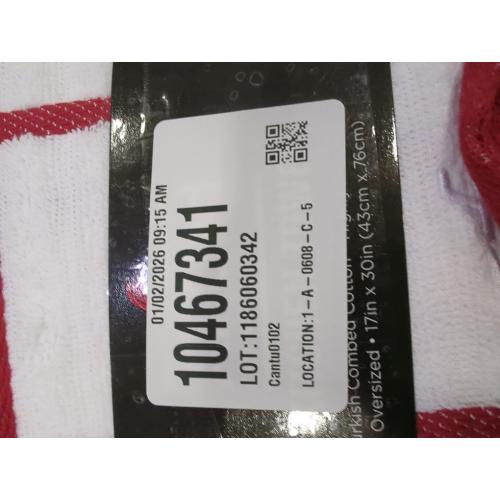 01/02/2026 09:15 AM
10467341
LOT:1186060342
Cantu0102
LOCATION:1-A-0608-C-5
Combed Cotton
Oversized • 17in x 30in (43cm x 76cm)